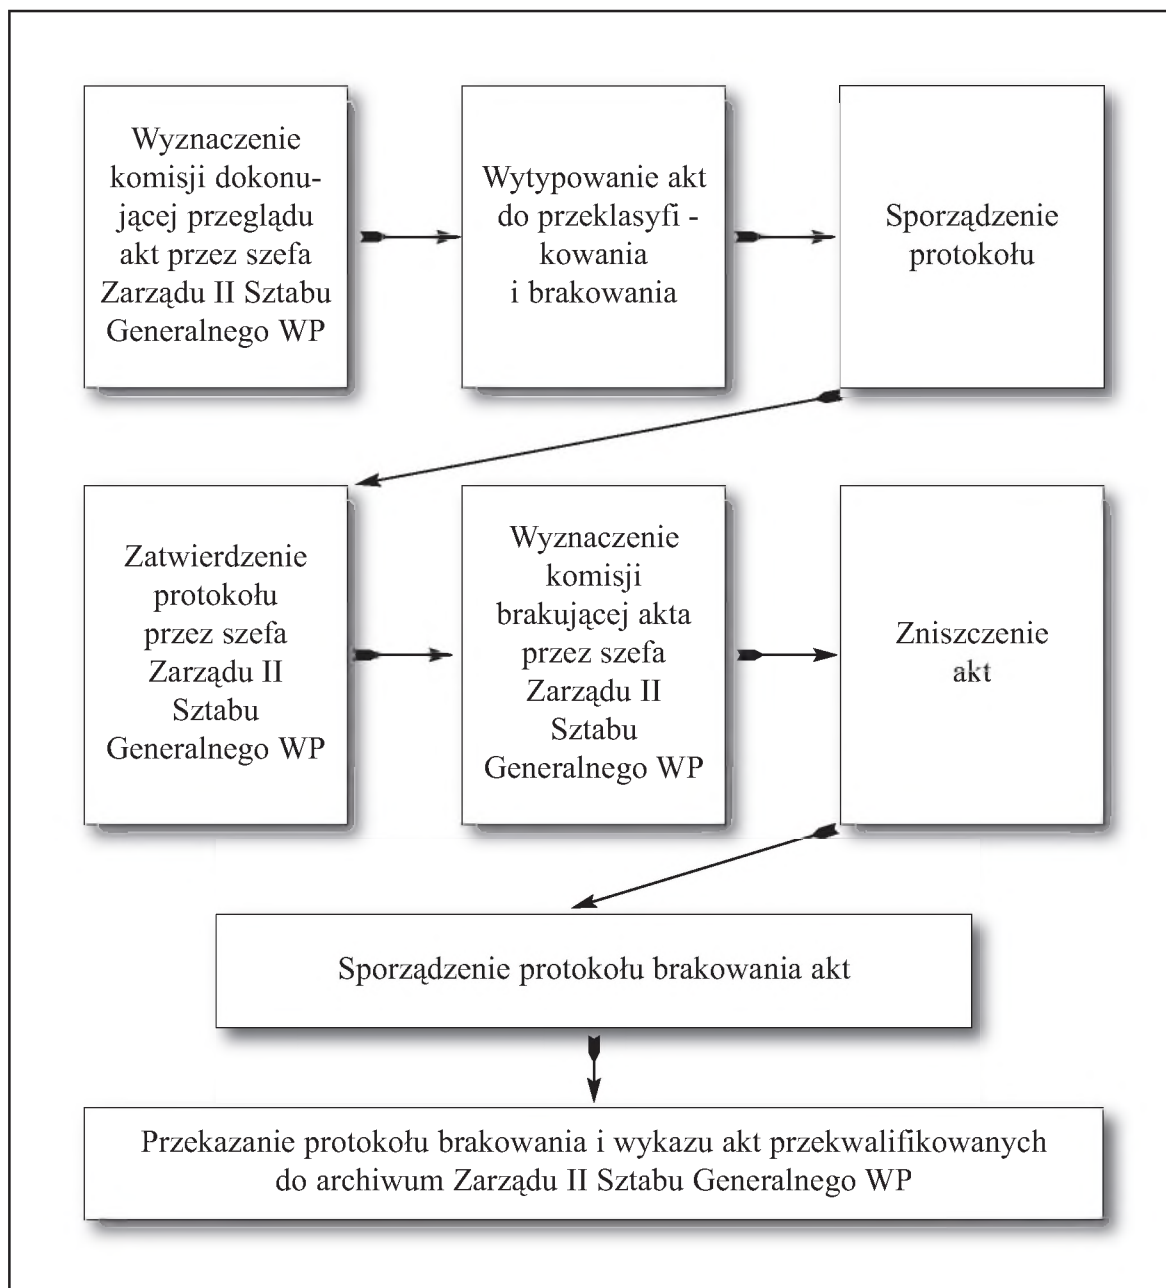 Wyznaczenie
komisji dokonu-
jącej przeglądu
akt przez szefa
Zarządu II Sztabu
Generalnego WP
Wytypowanie akt
do przeklasyfi -
kowania
i brakowania
Sporządzenie
protokołu
Zatwierdzenie
protokołu
przez szefa
Zarządu II
Sztabu
Generalnego WP
Wyznaczenie
komisji
brakującej akta
przez szefa
Zarządu II
Sztabu
Generalnego WP
Zniszczenie
akt
Sporządzenie protokołu brakowania akt
Przekazanie protokołu brakowania i wykazu akt przekwalifikowanych
do archiwum Zarządu II Sztabu Generalnego WP